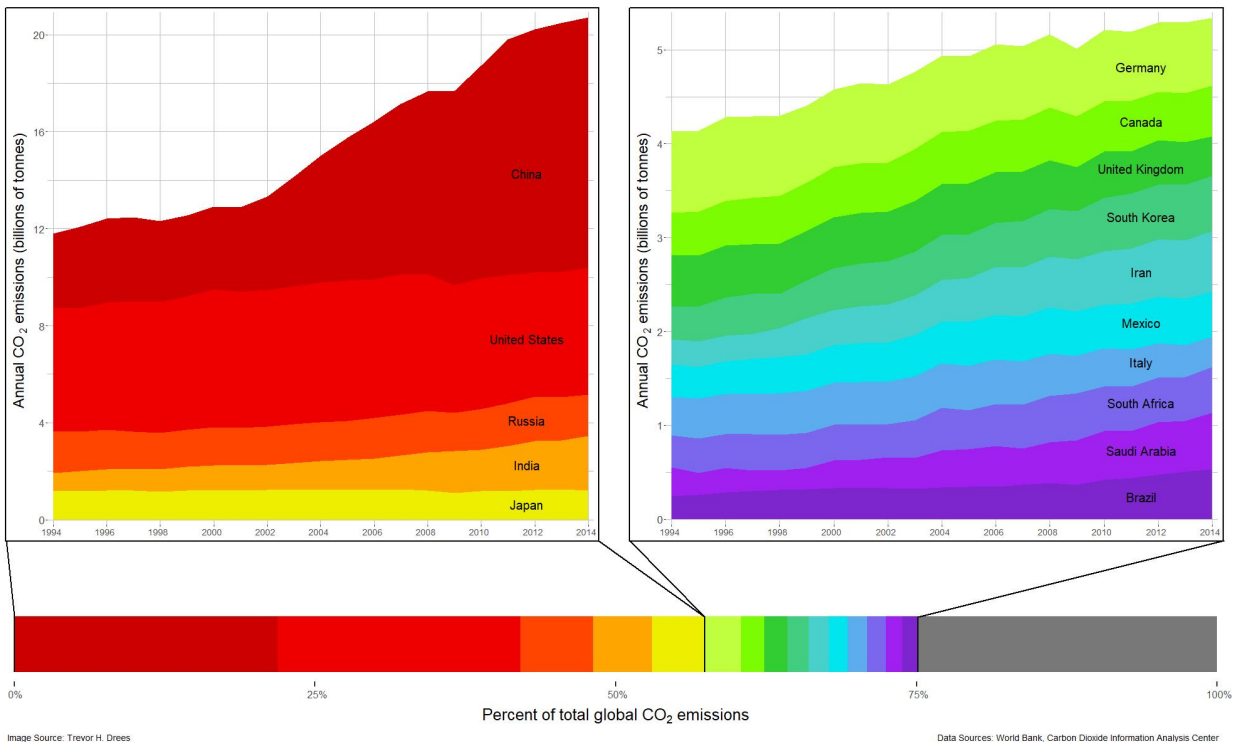 Annual CO2 emissions (billions of tonnes)
20
16
12
8
4
0
China
United States
Russia
India
Japan
1994 1996 1998 2000 2002 2004 2006 2008 2010 2012 2014
Annual CO2 emissions (billions of tonnes)
5
4
3
2
1
0
Germany
Canada
United Kingdom
South Korea
Iran
Mexico
Italy
South Africa
Saudi Arabia
Brazil
1994 1996 1998 2000 2002 2004 2006 2008 2010 2012 2014
0% 25% 50% 75% 100%
Percent of total global CO2 emissions
Image Source: Trevor H. Drees
Data Sources: World Bank, Carbon Dioxide Information Analysis Center